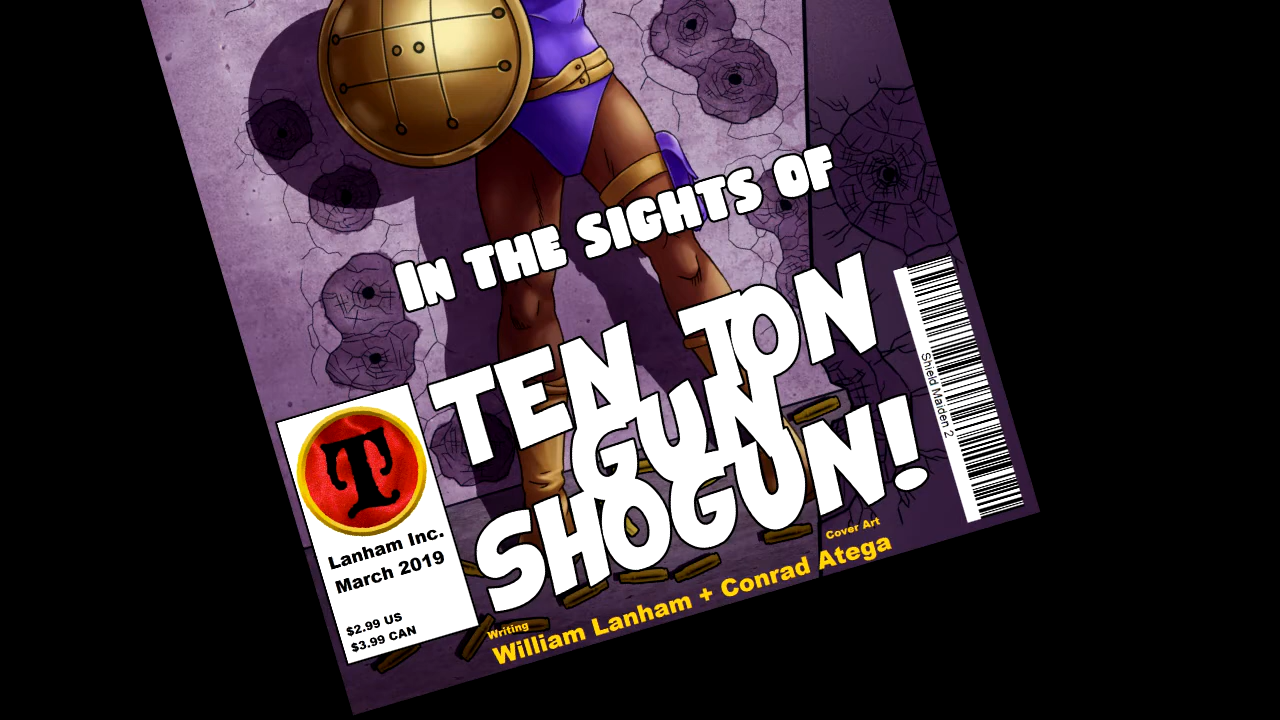 IN THE SIGHTS OF
TEN TON
GUN
SHOGUN!
T
Lanham Inc.
March 2019
$2.99 US
$3.99 CAN
Shield Maiden 2
Writing
Cover Art
William Lanham + Conrad Atega